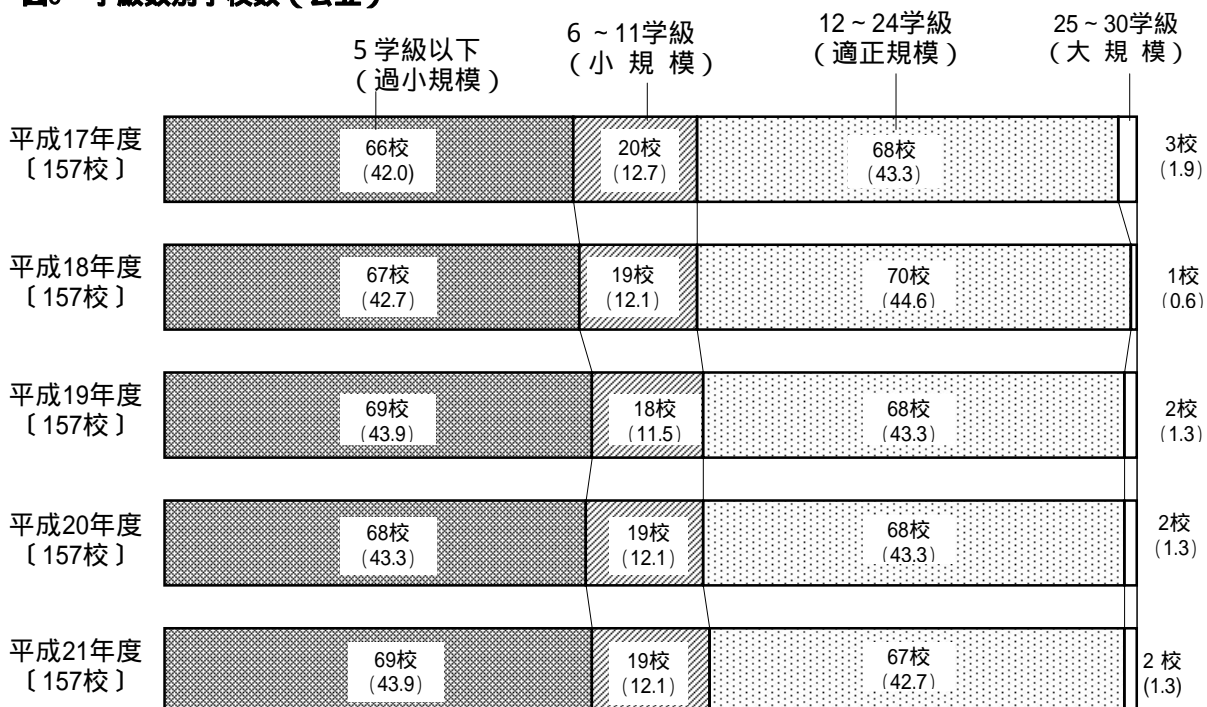 5 学級以下
（過小規模）
6 ～11学級
（小 規 模）
12～24学級
（適正規模）
25～30学級
（大 規 模）
平成17年度
〔157校〕
66校
(42.0)
20校
(12.7)
68校
(43.3)
3校
(1.9)
平成18年度
〔157校〕
67校
(42.7)
19校
(12.1)
70校
(44.6)
1校
(0.6)
平成19年度
〔157校〕
69校
(43.9)
18校
(11.5)
68校
(43.3)
2校
(1.3)
平成20年度
〔157校〕
68校
(43.3)
19校
(12.1)
68校
(43.3)
2校
(1.3)
平成21年度
〔157校〕
69校
(43.9)
19校
(12.1)
67校
(42.7)
2 校
(1.3)